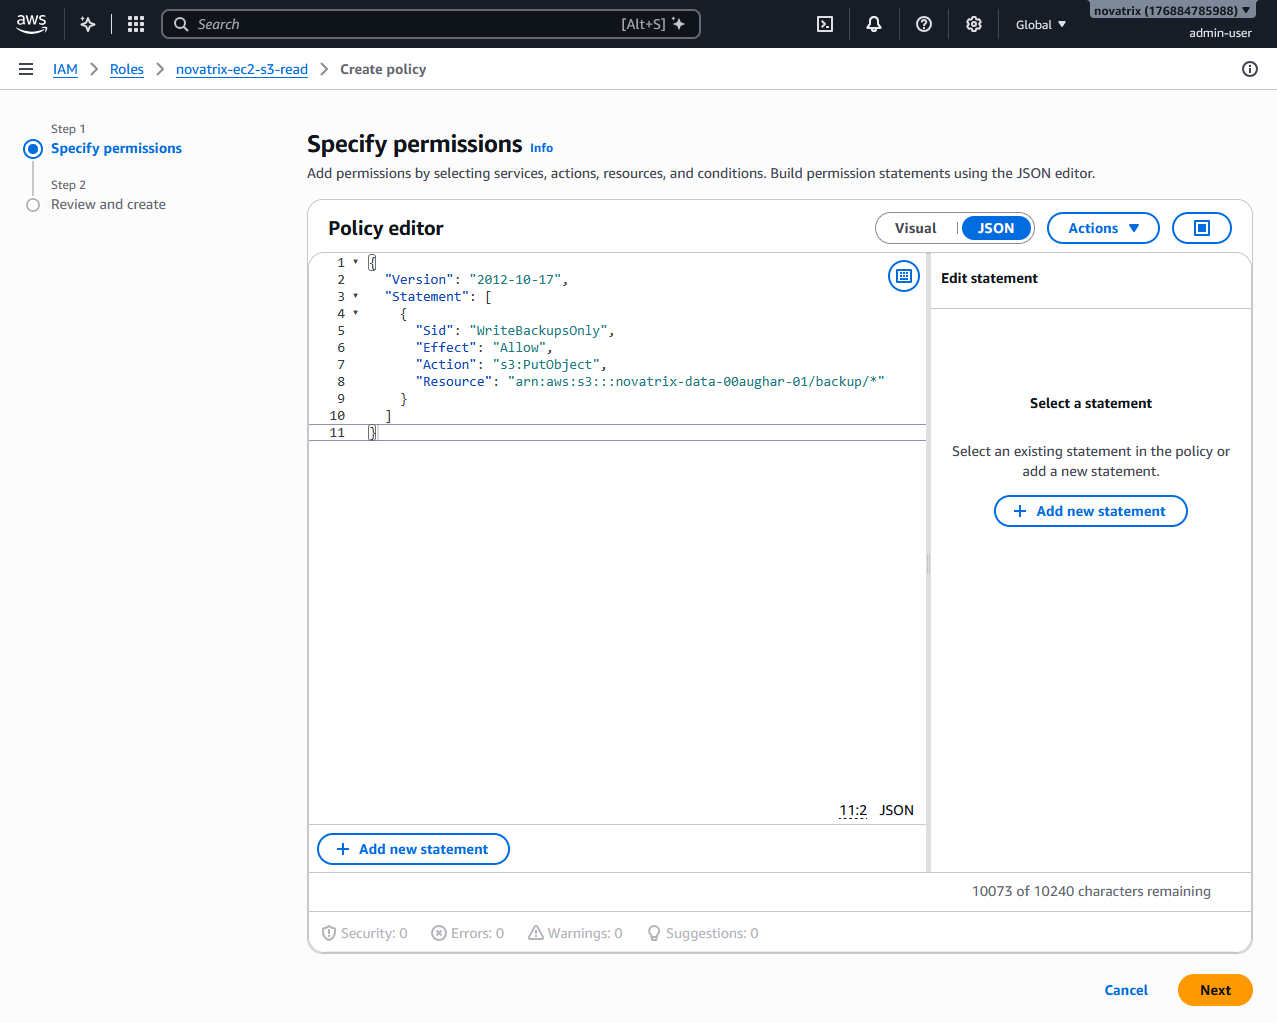 aws
Search
[Alt+S]
Global
novatrix (176884785988)
admin-user
IAM
Roles
novatrix-ec2-s3-read
Create policy
Step 1
Specify permissions
Step 2
Review and create
Specify permissions Info
Add permissions by selecting services, actions, resources, and conditions. Build permission statements using the JSON editor.
Policy editor
Visual
JSON
Actions
1 {
2 "Version": "2012-10-17",
3 "Statement": [
4 {
5 "Sid": "WriteBackupsOnly",
6 "Effect": "Allow",
7 "Action": "s3:PutObject",
8 "Resource": "arn:aws:s3:::novatrix-data-00aughar-01/backup/*"
9 }
10 ]
11 }
11:2 JSON
+ Add new statement
Edit statement
Select a statement
Select an existing statement in the policy or
add a new statement.
+ Add new statement
10073 of 10240 characters remaining
Security: 0
Errors: 0
Warnings: 0
Suggestions: 0
Cancel
Next